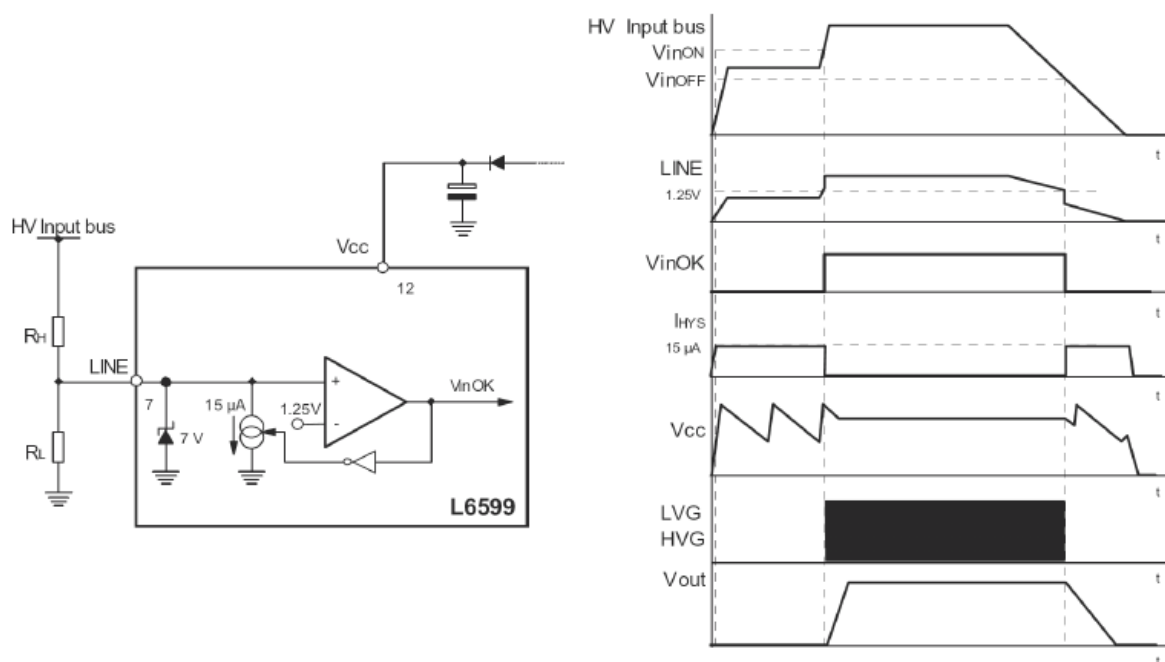 HV Input bus
RH
RL
LINE
7
7 V
15 µA
1.25V
+
-
VinOK
Vcc
12
L6599
HV Input bus
VinON
VinOFF
t
LINE
1.25V
t
VinOK
t
IHYS
15 µA
t
Vcc
t
LVG
HVG
t
Vout
t